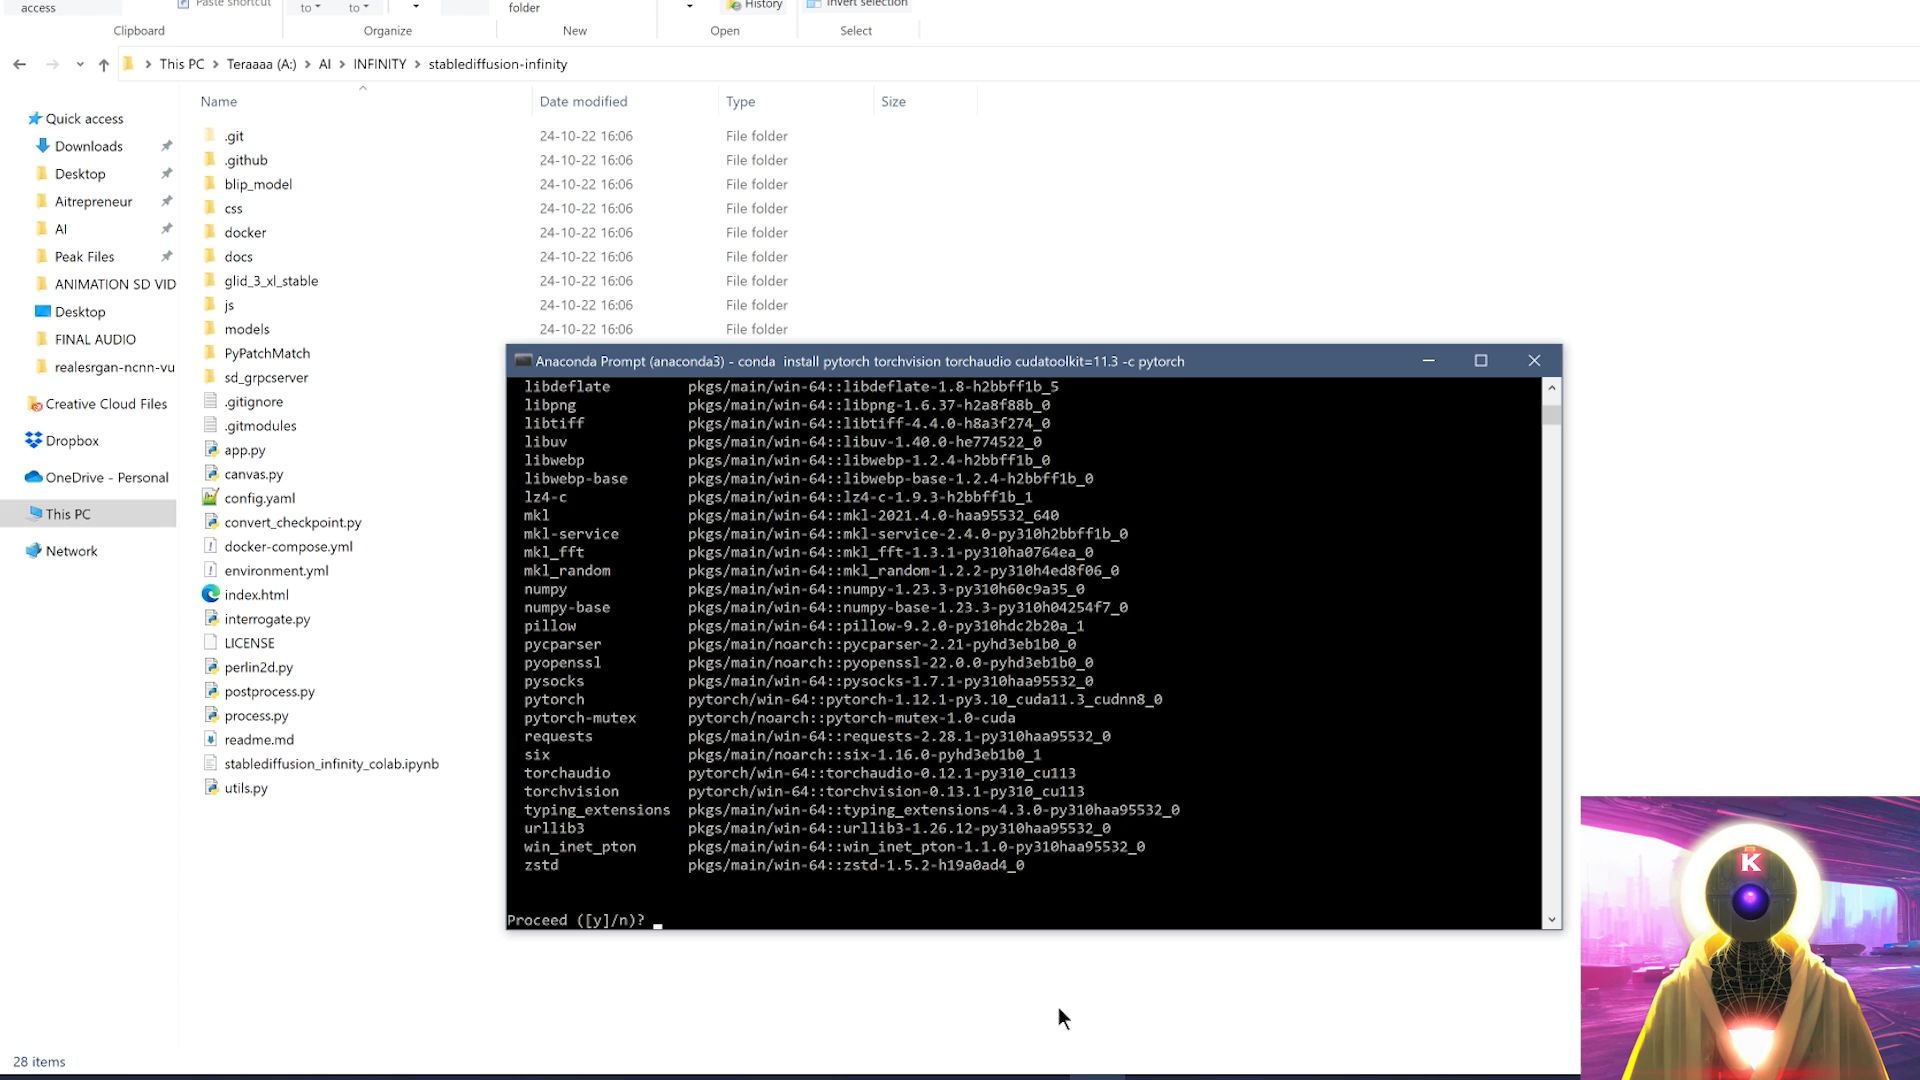 access
Paste shortcut
to
to
folder
History
Invert selection
Clipboard
Organize
New
Open
Select
This PC
Teraaaa (A:)
AI
INFINITY
stablediffusion-infinity
Name
Date modified
Type
Size
Quick access
Downloads
Desktop
Aitrepreneur
AI
Peak Files
ANIMATION SD VID
Desktop
FINAL AUDIO
realesrgan-ncnn-vu
Creative Cloud Files
Dropbox
OneDrive - Personal
This PC
Network
.git 24-10-22 16:06 File folder
.github 24-10-22 16:06 File folder
blip_model 24-10-22 16:06 File folder
css 24-10-22 16:06 File folder
docker 24-10-22 16:06 File folder
docs 24-10-22 16:06 File folder
glid_3_xl_stable 24-10-22 16:06 File folder
js 24-10-22 16:06 File folder
models 24-10-22 16:06 File folder
PyPatchMatch
sd_grpcserver
.gitignore
.gitmodules
app.py
canvas.py
config.yaml
convert_checkpoint.py
docker-compose.yml
environment.yml
index.html
interrogate.py
LICENSE
perlin2d.py
postprocess.py
process.py
readme.md
stablediffusion_infinity_colab.ipynb
utils.py
Anaconda Prompt (anaconda3) - conda  install pytorch torchvision torchaudio cudatoolkit=11.3 -c pytorch
libdeflate pkgs/main/win-64::libdeflate-1.8-h2bbff1b_5
libpng pkgs/main/win-64::libpng-1.6.37-h2a8f88b_0
libtiff pkgs/main/win-64::libtiff-4.4.0-h8a3f274_0
libuv pkgs/main/win-64::libuv-1.40.0-he774522_0
libwebp pkgs/main/win-64::libwebp-1.2.4-h2bbff1b_0
libwebp-base pkgs/main/win-64::libwebp-base-1.2.4-h2bbff1b_0
lz4-c pkgs/main/win-64::lz4-c-1.9.3-h2bbff1b_1
mkl pkgs/main/win-64::mkl-2021.4.0-haa95532_640
mkl-service pkgs/main/win-64::mkl-service-2.4.0-py310h2bbff1b_0
mkl_fft pkgs/main/win-64::mkl_fft-1.3.1-py310ha0764ea_0
mkl_random pkgs/main/win-64::mkl_random-1.2.2-py310h4ed8f06_0
numpy pkgs/main/win-64::numpy-1.23.3-py310h60c9a35_0
numpy-base pkgs/main/win-64::numpy-base-1.23.3-py310h04254f7_0
pillow pkgs/main/win-64::pillow-9.2.0-py310hdc2b20a_1
pycparser pkgs/main/noarch::pycparser-2.21-pyhd3eb1b0_0
pyopenssl pkgs/main/noarch::pyopenssl-22.0.0-pyhd3eb1b0_0
pysocks pkgs/main/win-64::pysocks-1.7.1-py310haa95532_0
pytorch pytorch/win-64::pytorch-1.12.1-py3.10_cuda11.3_cudnn8_0
pytorch-mutex pytorch/noarch::pytorch-mutex-1.0-cuda
requests pkgs/main/win-64::requests-2.28.1-py310haa95532_0
six pkgs/main/noarch::six-1.16.0-pyhd3eb1b0_1
torchaudio pytorch/win-64::torchaudio-0.12.1-py310_cu113
torchvision pytorch/win-64::torchvision-0.13.1-py310_cu113
typing_extensions pkgs/main/win-64::typing_extensions-4.3.0-py310haa95532_0
urllib3 pkgs/main/win-64::urllib3-1.26.12-py310haa95532_0
win_inet_pton pkgs/main/win-64::win_inet_pton-1.1.0-py310haa95532_0
zstd pkgs/main/win-64::zstd-1.5.2-h19a0ad4_0
Proceed ([y]/n)?
K
28 items